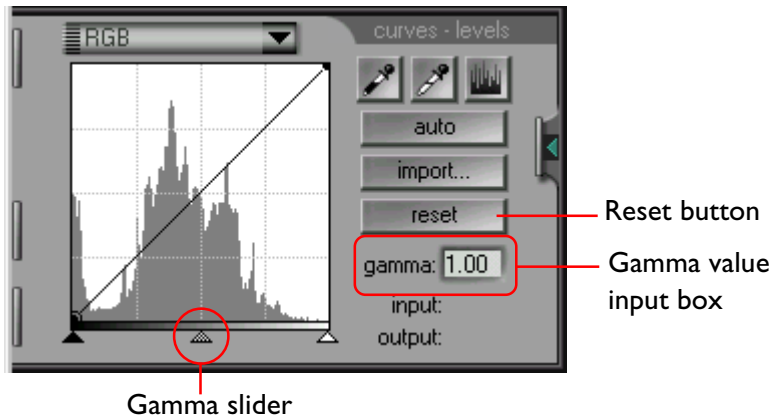 RGB
curves - levels
auto
import...
reset
Reset button
gamma: 1.00
Gamma value
input box
input:
output:
Gamma slider